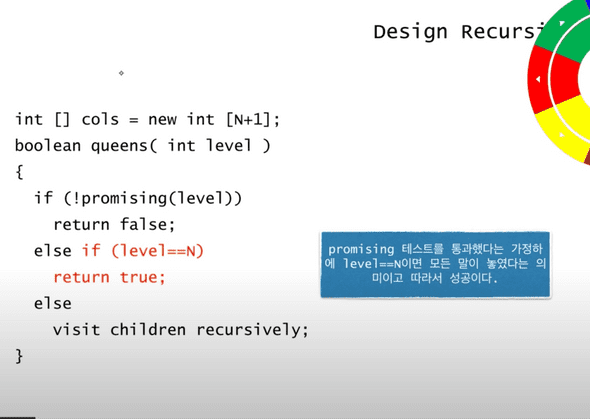 Design Recursi
int [] cols = new int [N+1];
boolean queens( int level )
{
if (!promising(level))
return false;
else if (level==N)
return true;
else
visit children recursively;
}
promising 테스트를 통과했다는 가정하
에 level==N이면 모든 말이 놓였다는 의
미이고 따라서 성공이다.